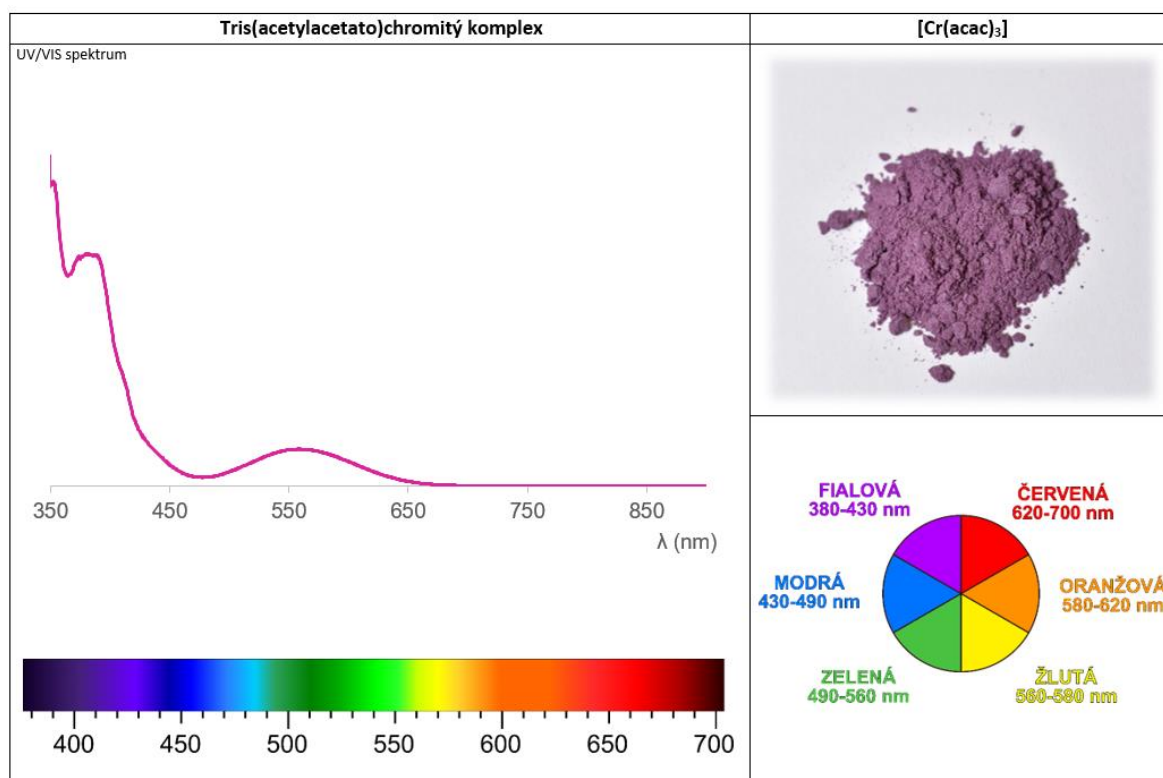 Tris(acetylacetato)chromitý komplex
[Cr(acac)₃]
UV/VIS spektrum
350 450 550 650 750 850
λ (nm)
400 450 500 550 600 650 700
FIALOVÁ
380-430 nm
ČERVENÁ
620-700 nm
MODRÁ
430-490 nm
ORANŽOVÁ
580-620 nm
ZELENÁ
490-560 nm
ŽLUTÁ
560-580 nm